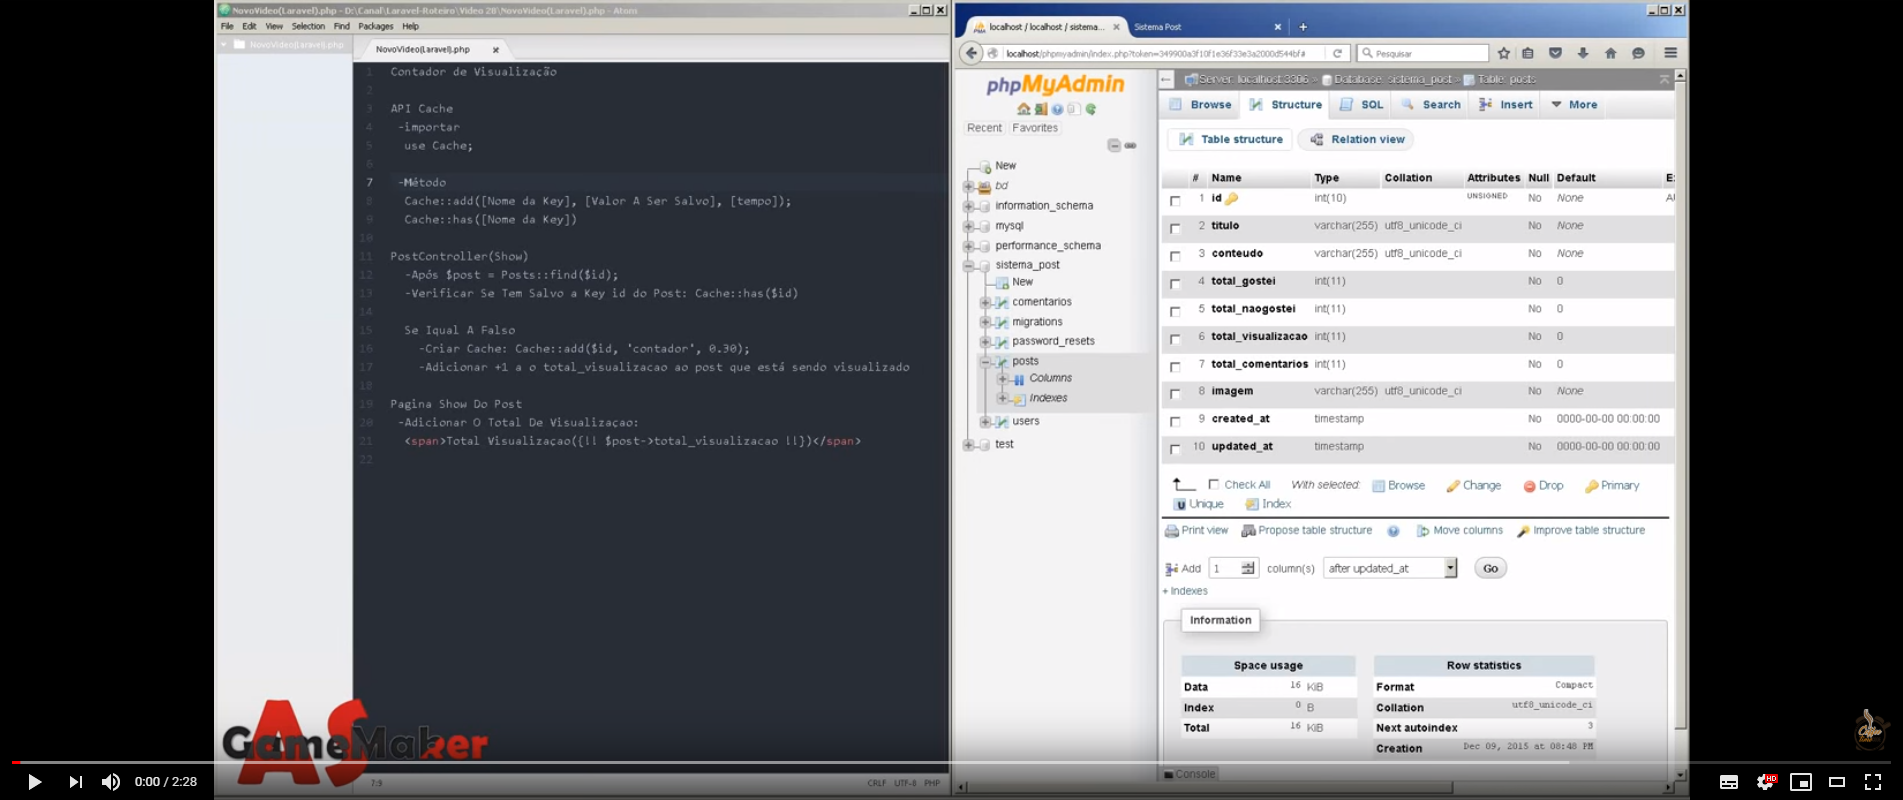 NovoVideo(Laravel).php - D:\Canal\Laravel-Roteiro\Video 28\NovoVideo(Laravel).php - Atom
File Edit View Selection Find Packages Help
NovoVideo(Laravel).php
NovoVideo(Laravel).php
1 Contador de Visualização
2
3 API Cache
4 -importar
5 use Cache;
6
7 -Método
8 Cache::add([Nome da Key], [Valor A Ser Salvo], [tempo]);
9 Cache::has([Nome da Key])
10
11 PostController(Show)
12 -Após $post = Posts::find($id);
13 -Verificar Se Tem Salvo a Key id do Post: Cache::has($id)
14
15 Se Iqual A Falso
16 -Criar Cache: Cache::add($id, 'contador', 0.30);
17 -Adicionar +1 a o total_visualizacao ao post que está sendo visualizado
18
19 Pagina Show Do Post
20 -Adicionar O Total De Visualizaçao:
21 <span>Total Visualizaçao({!! $post->total_visualizacao !!})</span>
22
7:9 CRLF UTF-8 PHP
AS
GameMaker
localhost / localhost / sistema...
Sistema Post
localhost/phpmyadmin/index.php?token=349900a3f10f1e36f33e3a2000d544bf#
Pesquisar
phpMyAdmin
Recent Favorites
New
bd
information_schema
mysql
performance_schema
sistema_post
New
comentarios
migrations
password_resets
posts
Columns
Indexes
users
test
Server: localhost:3306 » Database: sistema_post » Table: posts
Browse Structure SQL Search Insert More
Table structure Relation view
# Name Type Collation Attributes Null Default
1 id int(10) UNSIGNED No None
2 titulo varchar(255) utf8_unicode_ci No None
3 conteudo varchar(255) utf8_unicode_ci No None
4 total_gostei int(11) No 0
5 total_naogostei int(11) No 0
6 total_visualizacao int(11) No 0
7 total_comentarios int(11) No 0
8 imagem varchar(255) utf8_unicode_ci No None
9 created_at timestamp No 0000-00-00 00:00:00
10 updated_at timestamp No 0000-00-00 00:00:00
Check All With selected: Browse Change Drop Primary
Unique Index
Print view Propose table structure Move columns Improve table structure
Add 1 column(s) after updated_at Go
+ Indexes
Information
Space usage
Data 16 KiB
Index 0 B
Total 16 KiB
Row statistics
Format Compact
Collation utf8_unicode_ci
Next autoindex 3
Creation Dec 09, 2015 at 08:48 PM
Console
0:00 / 2:28
HD